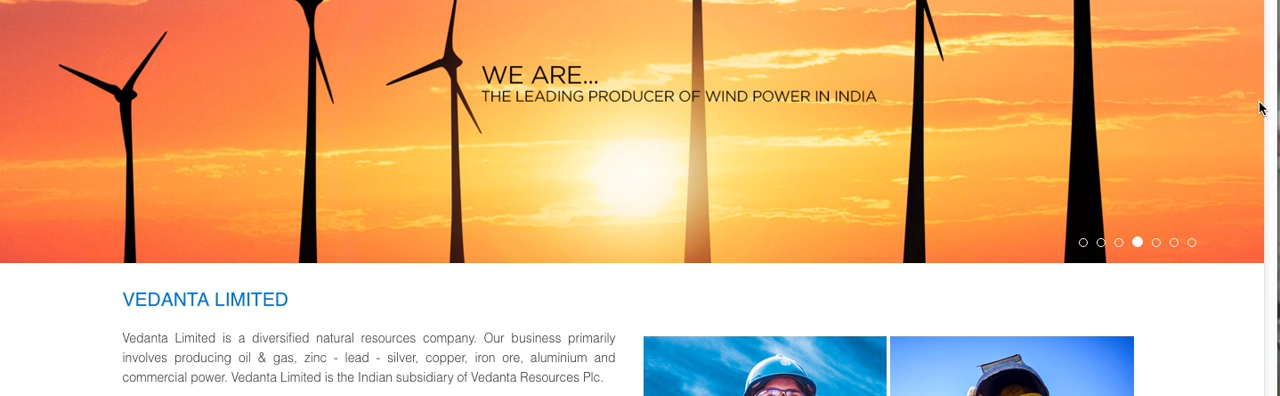 WE ARE...
THE LEADING PRODUCER OF WIND POWER IN INDIA
VEDANTA LIMITED
Vedanta Limited is a diversified natural resources company. Our business primarily
involves producing oil & gas, zinc - lead - silver, copper, iron ore, aluminium and
commercial power. Vedanta Limited is the Indian subsidiary of Vedanta Resources Plc.